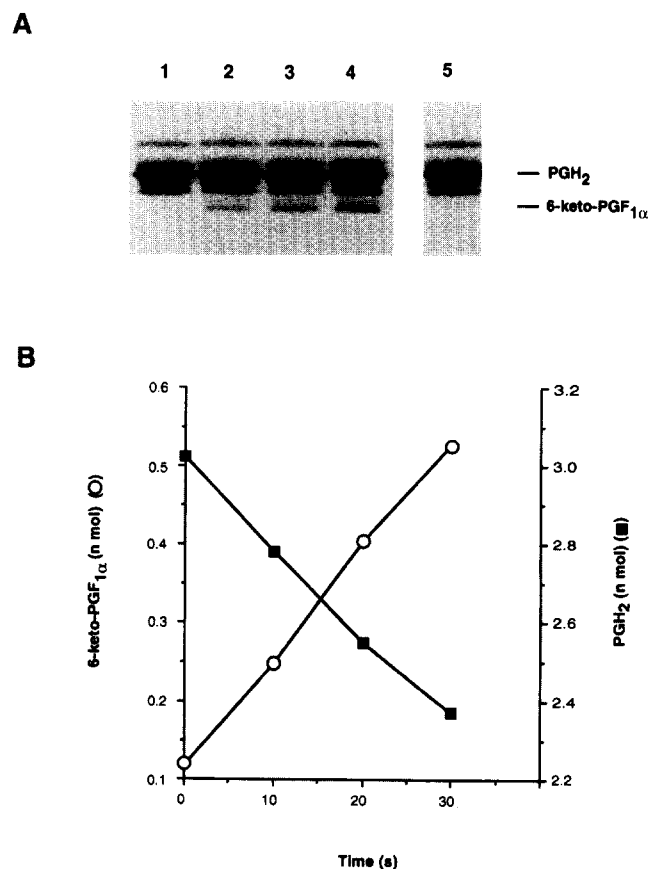 A
1 2 3 4 5
PGH2
6-keto-PGF1α
B
6-keto-PGF1α (n mol) (O)
0.6
0.5
0.4
0.3
0.2
0.1
3.2
3.0
2.8
2.6
2.4
2.2
PGH2 (n mol) (■)
0 10 20 30
Time (s)